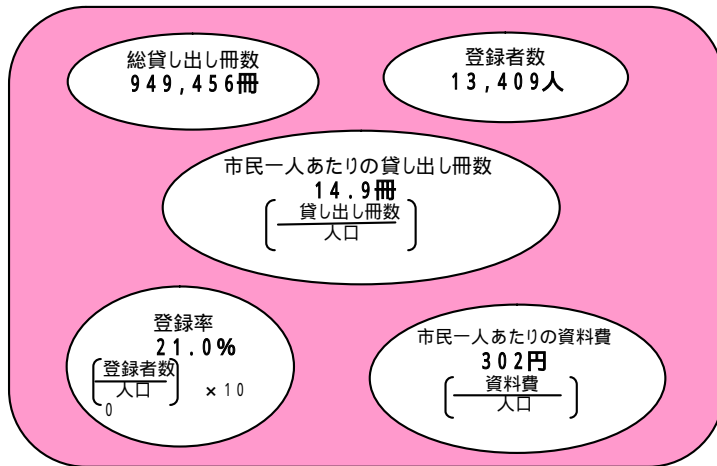 総貸し出し冊数
949,456冊
登録者数
13,409人
市民一人あたりの貸し出し冊数
14.9冊
貸し出し冊数
人口
登録率
21.0%
登録者数
人口
×10
0
市民一人あたりの資料費
302円
資料費
人口